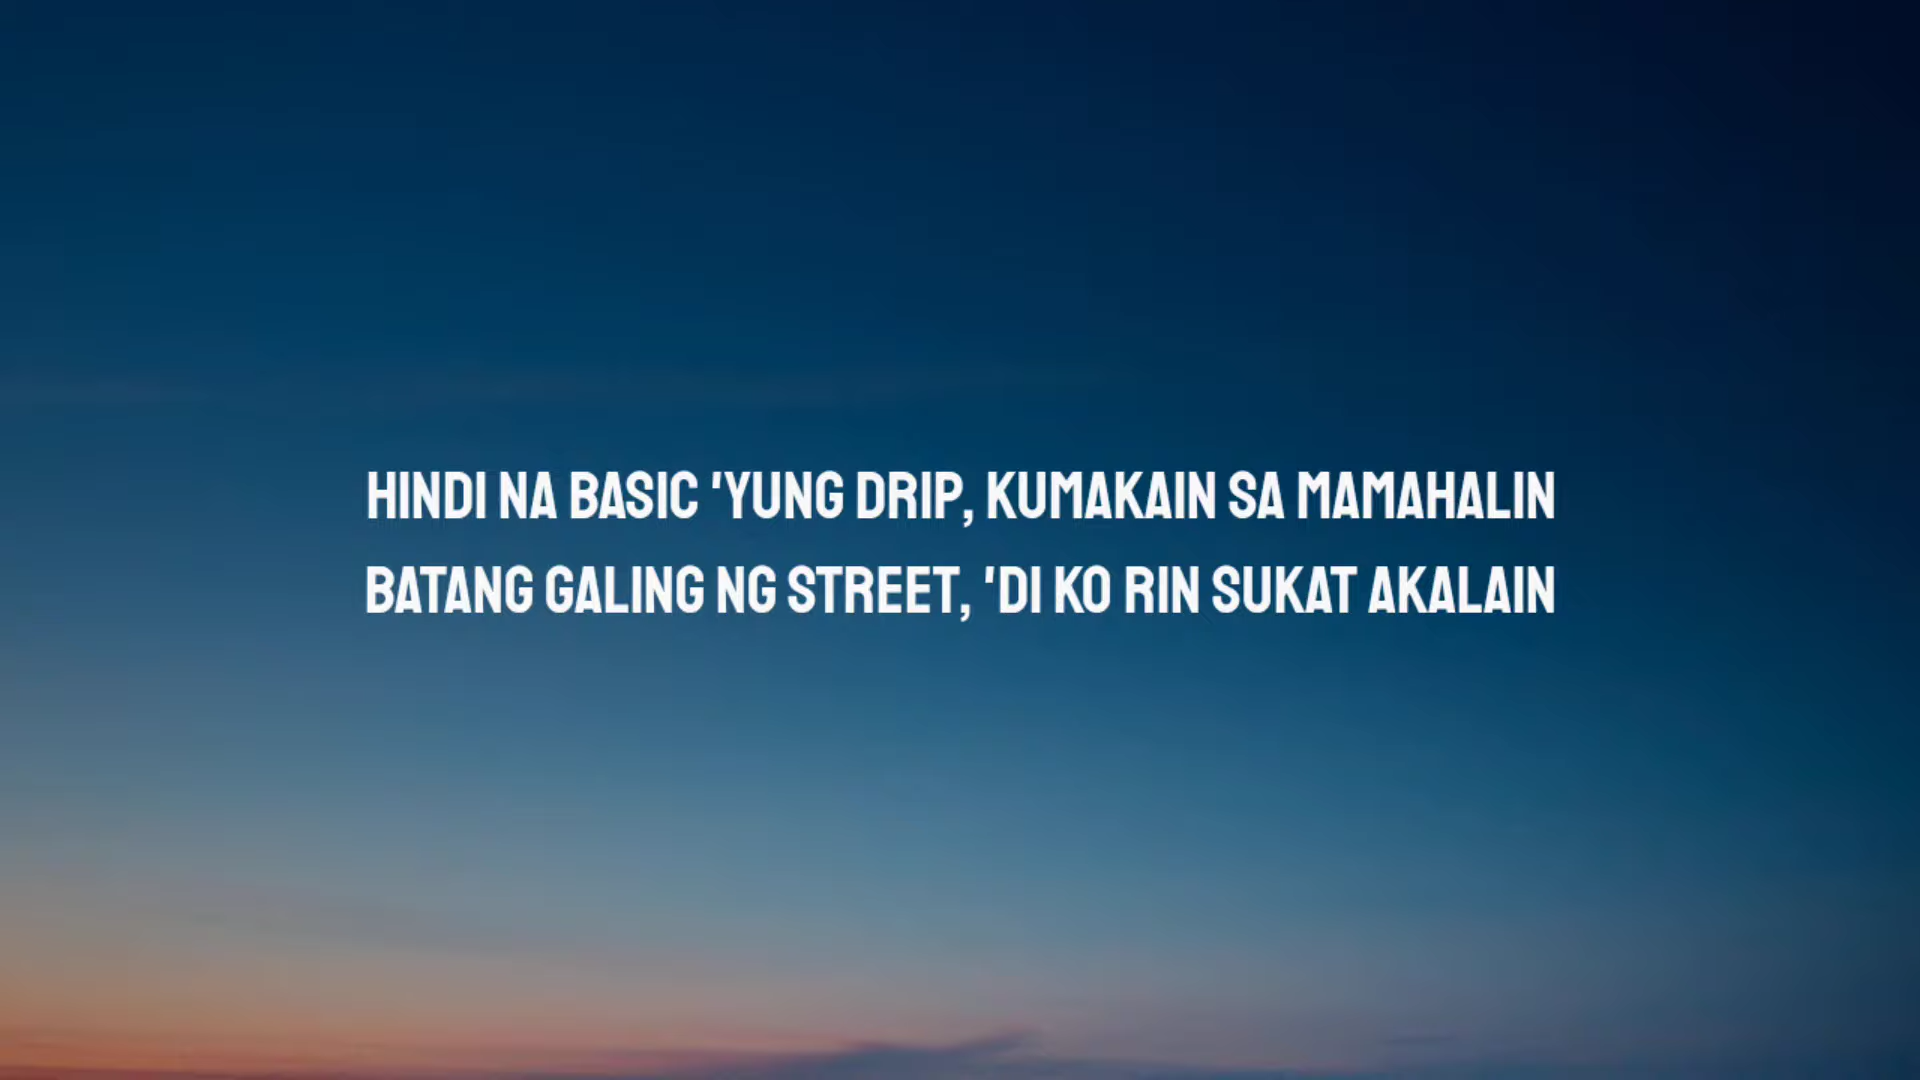 HINDI NA BASIC 'YUNG DRIP, KUMAKAIN SA MAMAHALIN
BATANG GALING NG STREET, 'DI KO RIN SUKAT AKALAIN